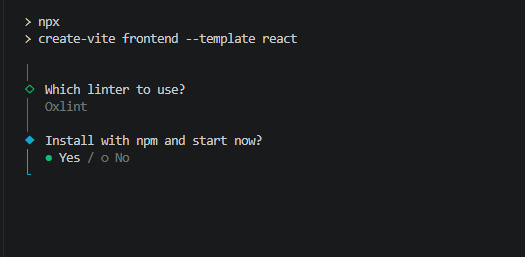 > npx
> create-vite frontend --template react
Which linter to use?
Oxlint
Install with npm and start now?
● Yes / o No